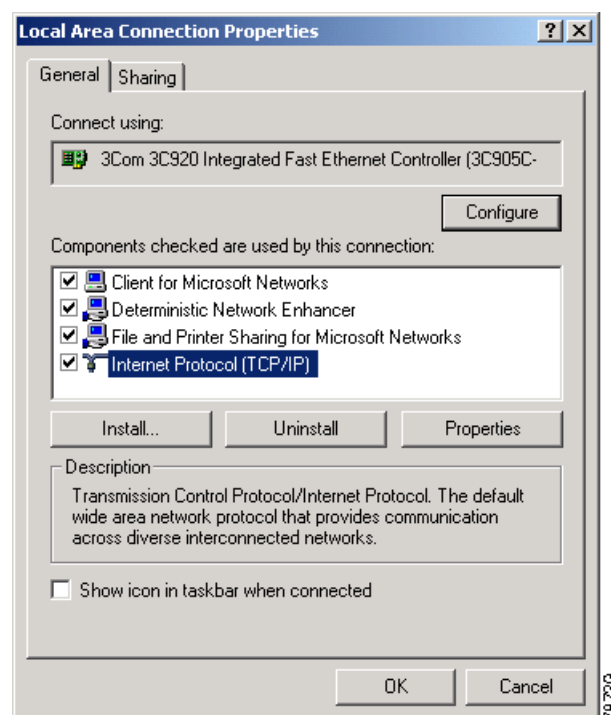 Local Area Connection Properties
General
Sharing
Connect using:
3Com 3C920 Integrated Fast Ethernet Controller (3C905C-
Configure
Components checked are used by this connection:
Client for Microsoft Networks
Deterministic Network Enhancer
File and Printer Sharing for Microsoft Networks
Internet Protocol (TCP/IP)
Install...
Uninstall
Properties
Description
Transmission Control Protocol/Internet Protocol. The default
wide area network protocol that provides communication
across diverse interconnected networks.
Show icon in taskbar when connected
OK
Cancel